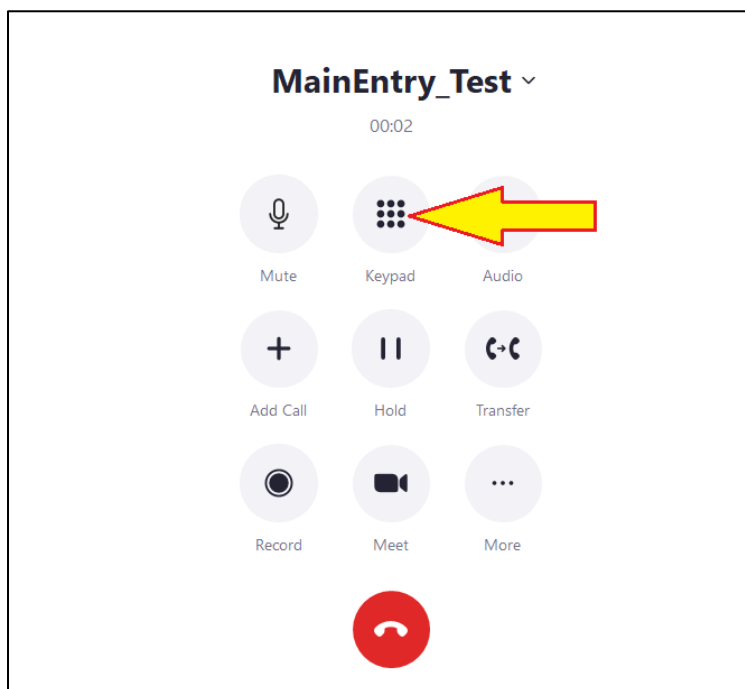 MainEntry_Test
00:02
Mute Keypad Audio
Add Call Hold Transfer
Record Meet More